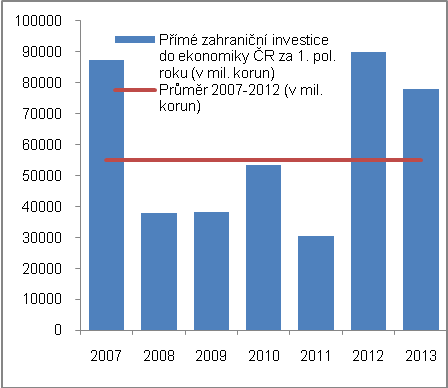 100000
90000
80000
70000
60000
50000
40000
30000
20000
10000
0
Přímé zahraniční investice
do ekonomiky ČR za 1. pol.
roku (v mil. korun)
Průměr 2007-2012 (v mil.
korun)
2007 2008 2009 2010 2011 2012 2013